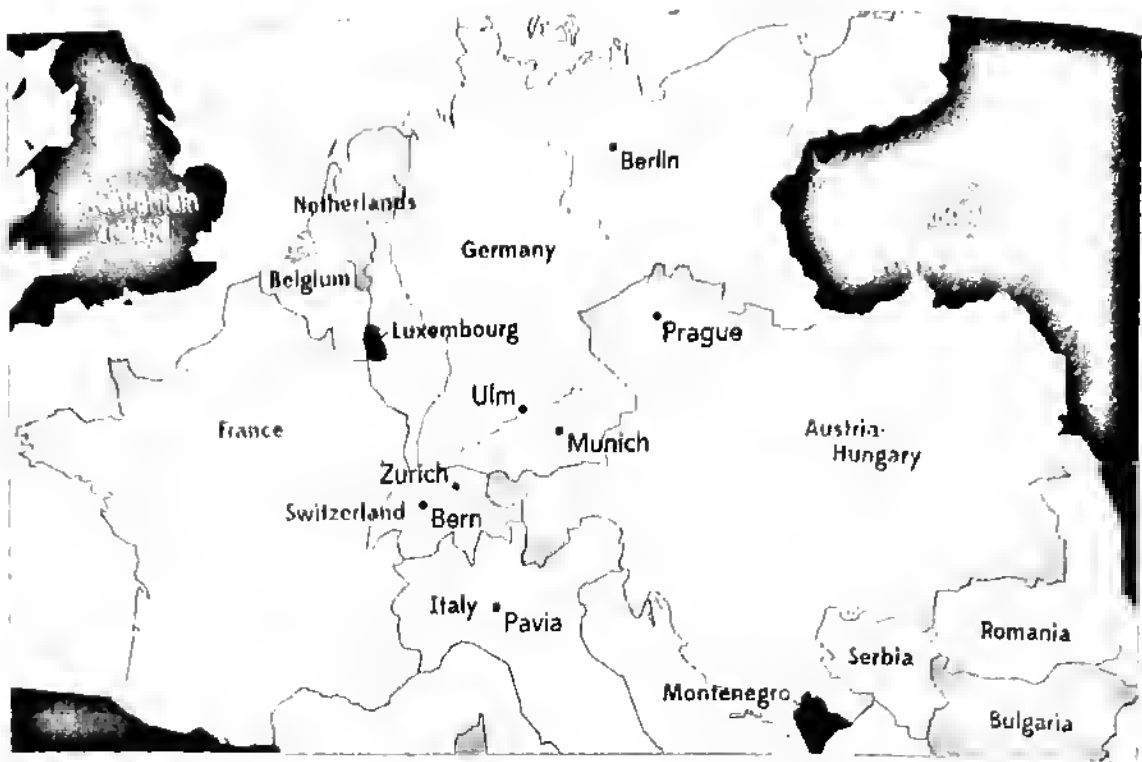 Berlin
Netherlands
Germany
Belgium
Luxembourg
Prague
Ulm
France
Munich
Austria-
Hungary
Zurich
Switzerland
Bern
Italy
Pavia
Romania
Serbia
Montenegro
Bulgaria